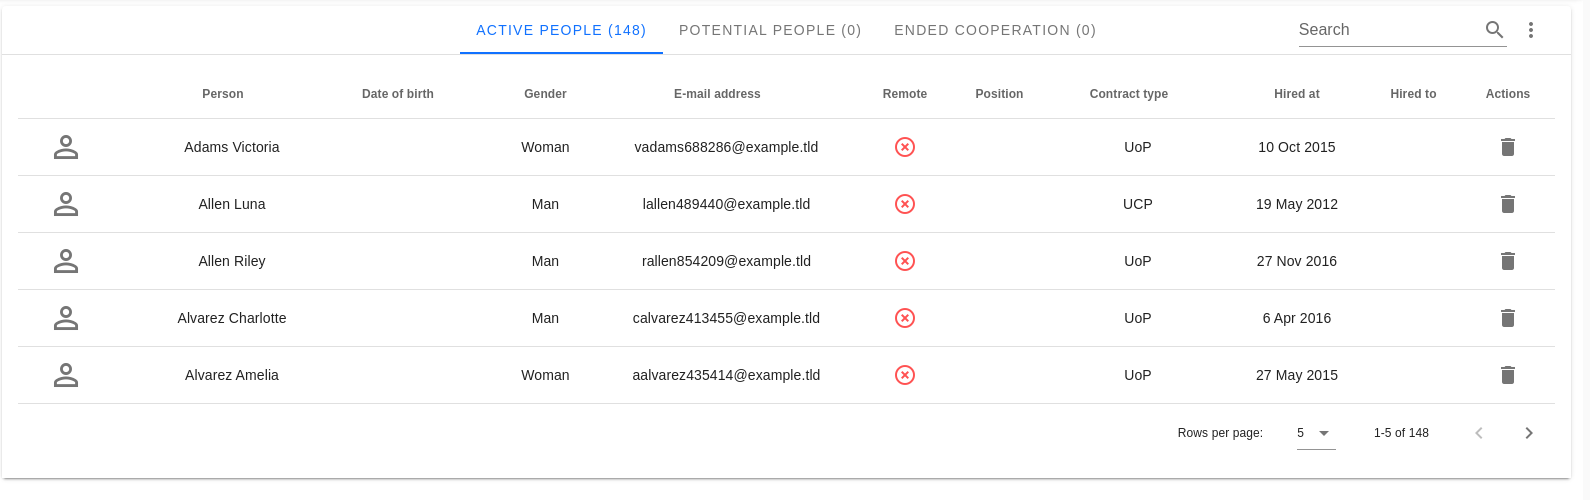 ACTIVE PEOPLE (148) POTENTIAL PEOPLE (0) ENDED COOPERATION (0) Search
Person Date of birth Gender E-mail address Remote Position Contract type Hired at Hired to Actions
Adams Victoria Woman vadams688286@example.tld UoP 10 Oct 2015
Allen Luna Man lallen489440@example.tld UCP 19 May 2012
Allen Riley Man rallen854209@example.tld UoP 27 Nov 2016
Alvarez Charlotte Man calvarez413455@example.tld UoP 6 Apr 2016
Alvarez Amelia Woman aalvarez435414@example.tld UoP 27 May 2015
Rows per page: 5 1-5 of 148